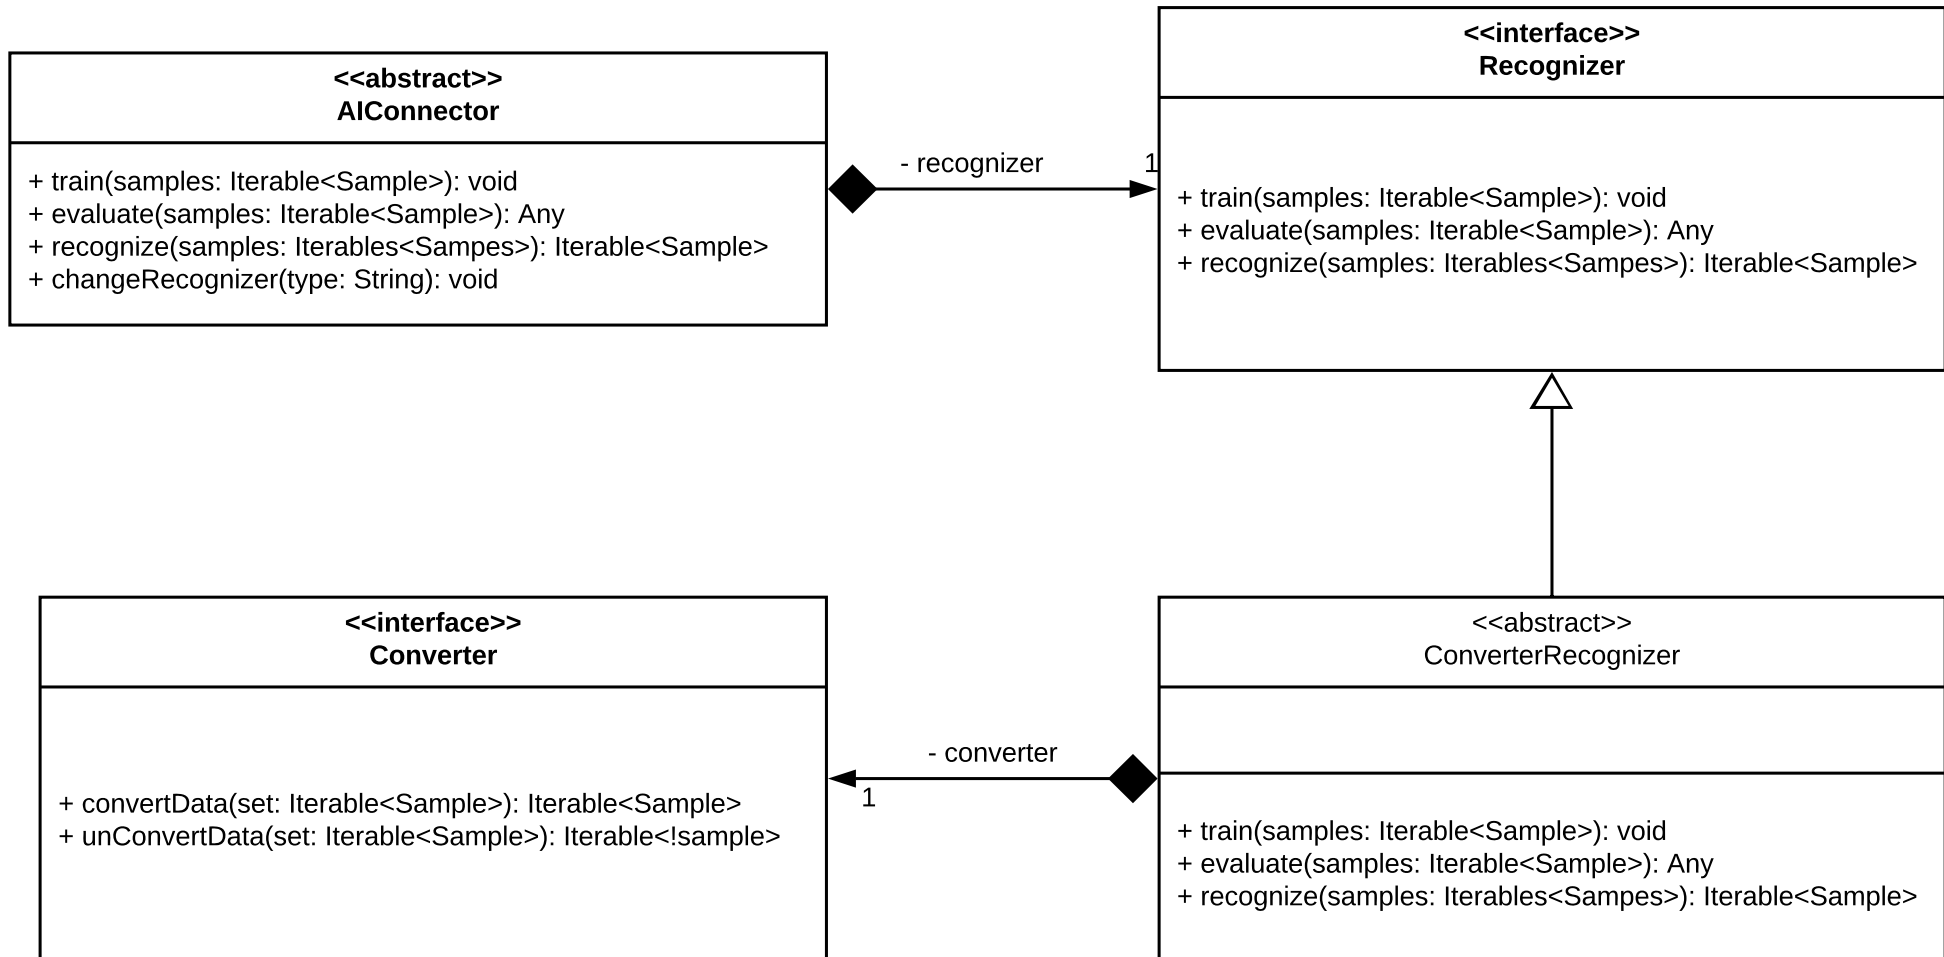 <<abstract>>
AIConnector
+ train(samples: Iterable<Sample>): void
+ evaluate(samples: Iterable<Sample>): Any
+ recognize(samples: Iterables<Sampes>): Iterable<Sample>
+ changeRecognizer(type: String): void
- recognizer
1
<<interface>>
Recognizer
+ train(samples: Iterable<Sample>): void
+ evaluate(samples: Iterable<Sample>): Any
+ recognize(samples: Iterables<Sampes>): Iterable<Sample>
<<interface>>
Converter
+ convertData(set: Iterable<Sample>): Iterable<Sample>
+ unConvertData(set: Iterable<Sample>): Iterable<!sample>
- converter
1
<<abstract>>
ConverterRecognizer
+ train(samples: Iterable<Sample>): void
+ evaluate(samples: Iterable<Sample>): Any
+ recognize(samples: Iterables<Sampes>): Iterable<Sample>